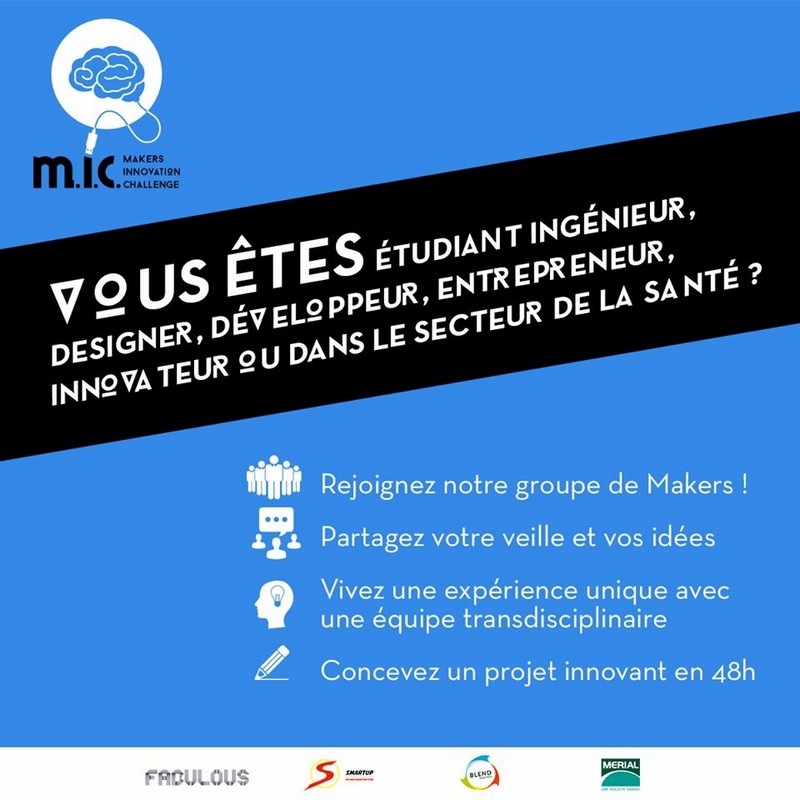 m.i.c. MAKERS
INNOVATION
CHALLENGE
VOUS ÊTES ÉTUDIANT INGÉNIEUR,
DESIGNER, DÉVELOPPEUR, ENTREPRENEUR,
INNOVATEUR OU DANS LE SECTEUR DE LA SANTÉ ?
Rejoignez notre groupe de Makers !
Partagez votre veille et vos idées
Vivez une expérience unique avec
une équipe transdisciplinaire
Concevez un projet innovant en 48h
FABULOUS
SMARTUP
BLEND
MERIAL